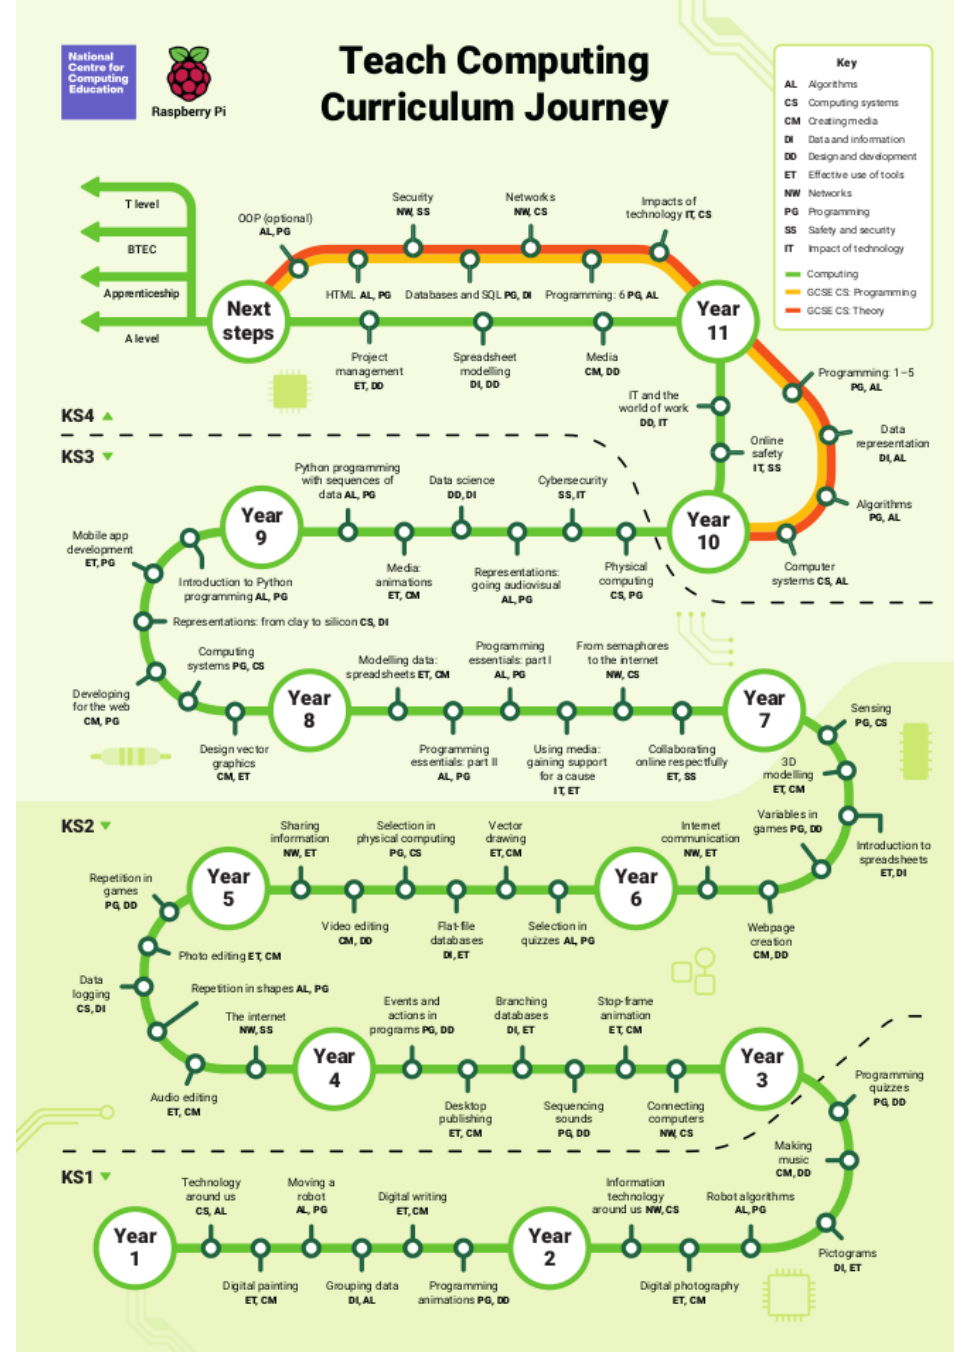 National
Centre for
Computing
Education
Raspberry Pi
Teach Computing
Curriculum Journey
Key
AL Algorithms
CS Computing systems
CM Creating media
DI Data and information
DD Design and development
ET Effective use of tools
NW Networks
PG Programming
SS Safety and security
IT Impact of technology
Computing
GCSE CS: Programming
GCSE CS: Theory
T level
BTEC
Apprenticeship
A level
Next
steps
OOP (optional)
AL, PG
Security
NW, SS
Networks
NW, CS
Impacts of
technology IT, CS
HTML AL, PG
Databases and SQL PG, DI
Programming: 6 PG, AL
Year
11
Project
management
ET, DD
Spreadsheet
modelling
DI, DD
Media
CM, DD
Programming: 1–5
PG, AL
IT and the
world of work
DD, IT
Data
representation
DI, AL
Online
safety
IT, SS
Algorithms
PG, AL
Computer
systems CS, AL
KS4
KS3
Year
9
Python programming
with sequences of
data AL, PG
Data science
DD, DI
Cybersecurity
SS, IT
Year
10
Mobile app
development
ET, PG
Introduction to Python
programming AL, PG
Media:
animations
ET, CM
Representations:
going audiovisual
AL, PG
Physical
computing
CS, PG
Representations: from clay to silicon CS, DI
Computing
systems PG, CS
Developing
for the web
CM, PG
Design vector
graphics
CM, ET
Year
8
Modelling data:
spreadsheets ET, CM
Programming
essentials: part I
AL, PG
From semaphores
to the internet
NW, CS
Programming
essentials: part II
AL, PG
Using media:
gaining support
for a cause
IT, ET
Collaborating
online respectfully
ET, SS
Year
7
Sensing
PG, CS
3D
modelling
ET, CM
Variables in
games PG, DD
Introduction to
spreadsheets
ET, DI
KS2
Year
5
Sharing
information
NW, ET
Selection in
physical computing
PG, CS
Vector
drawing
ET, CM
Year
6
Internet
communication
NW, ET
Repetition in
games
PG, DD
Video editing
CM, DD
Flat-file
databases
DI, ET
Selection in
quizzes AL, PG
Webpage
creation
CM, DD
Photo editing ET, CM
Data
logging
CS, DI
Repetition in shapes AL, PG
The internet
NW, SS
Audio editing
ET, CM
Year
4
Events and
actions in
programs PG, DD
Branching
databases
DI, ET
Stop-frame
animation
ET, CM
Desktop
publishing
ET, CM
Sequencing
sounds
PG, DD
Connecting
computers
NW, CS
Year
3
Programming
quizzes
PG, DD
Making
music
CM, DD
KS1
Year
1
Technology
around us
CS, AL
Moving a
robot
AL, PG
Digital writing
ET, CM
Digital painting
ET, CM
Grouping data
DI, AL
Programming
animations PG, DD
Year
2
Information
technology
around us NW, CS
Robot algorithms
AL, PG
Digital photography
ET, CM
Pictograms
DI, ET